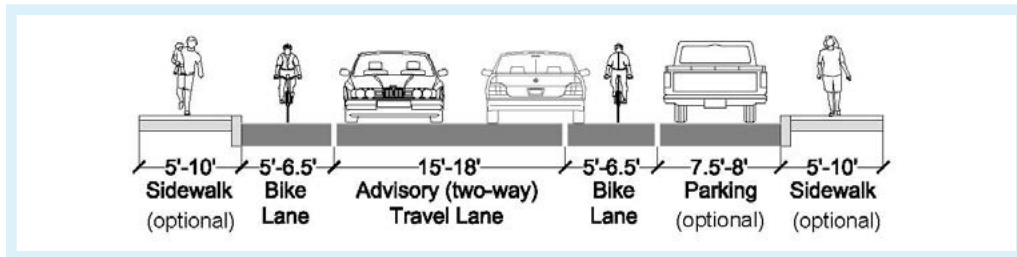 5'-10' 5'-6.5' 15'-18' 5'-6.5' 7.5'-8' 5'-10'
Sidewalk Bike Advisory (two-way) Bike Parking Sidewalk
(optional) Lane Travel Lane Lane (optional) (optional)